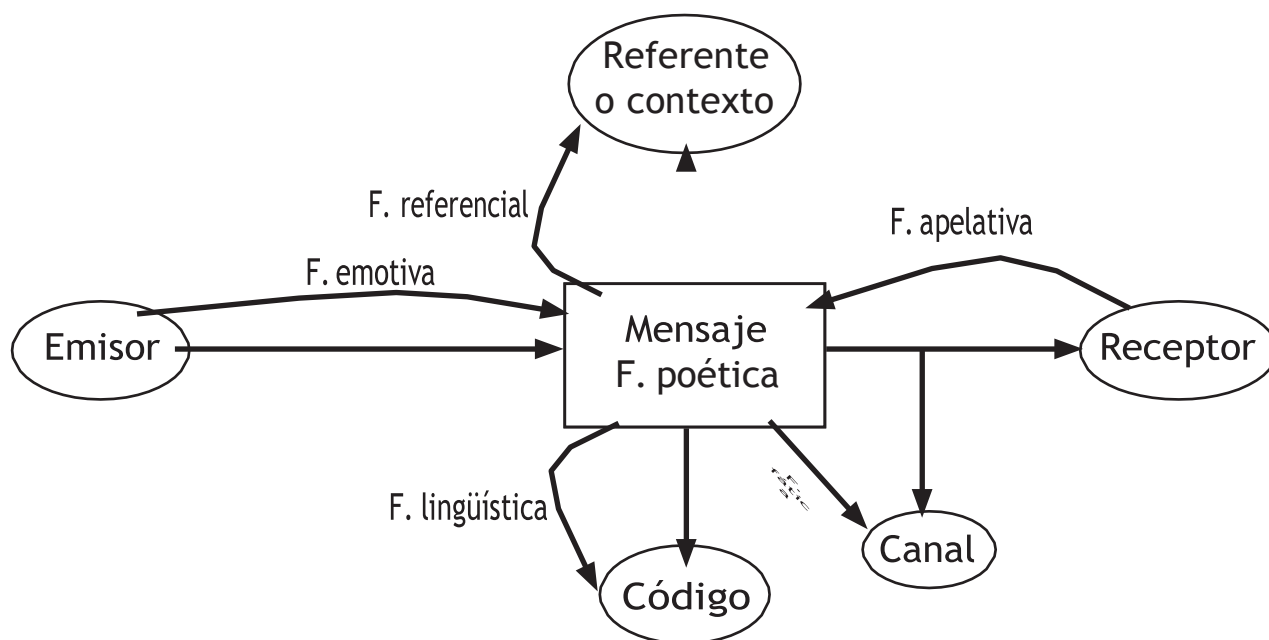 Referente
o contexto
F. referencial
F. apelativa
F. emotiva
Emisor
Mensaje
F. poética
Receptor
F. lingüística
Canal
Código